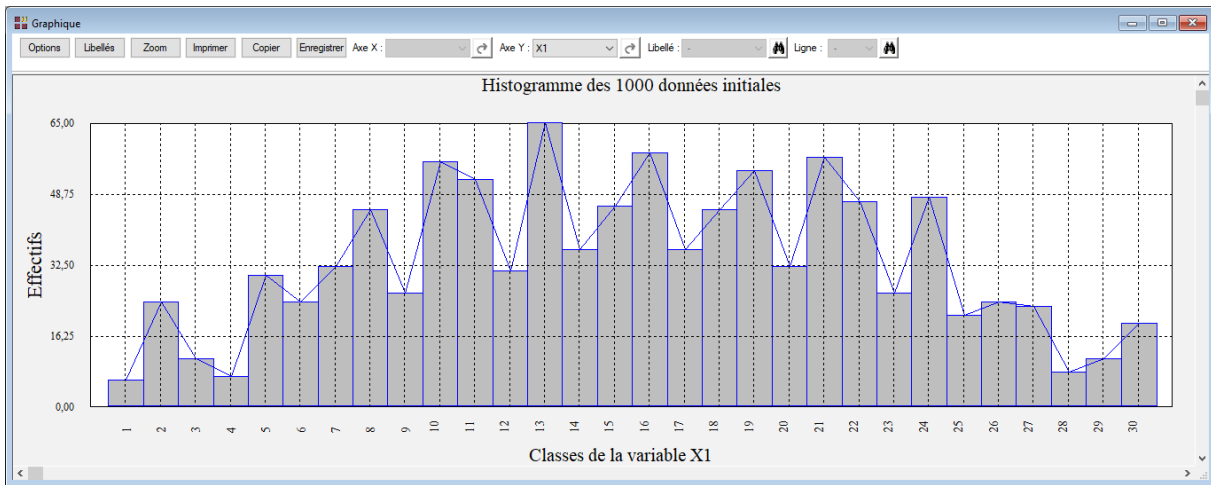 Graphique
Options Libellés Zoom Imprimer Copier Enregistrer Axe X : Axe Y : X1 Libellé : - Ligne : -
Histogramme des 1000 données initiales
65,00
48,75
32,50
16,25
0,00
Effectifs
1 2 3 4 5 6 7 8 9 10 11 12 13 14 15 16 17 18 19 20 21 22 23 24 25 26 27 28 29 30
Classes de la variable X1